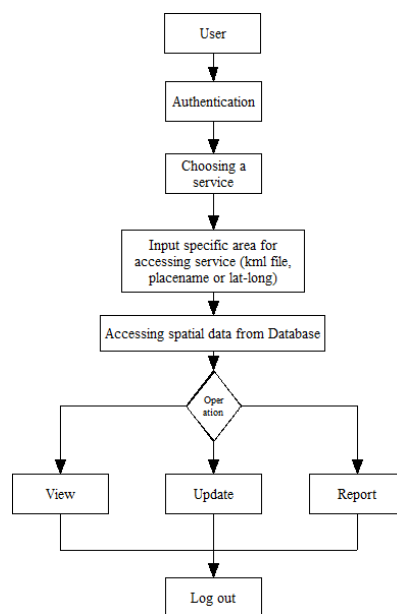 User
Authentication
Choosing a
service
Input specific area for
accessing service (kml file,
placename or lat-long)
Accessing spatial data from Database
Oper
ation
View
Update
Report
Log out